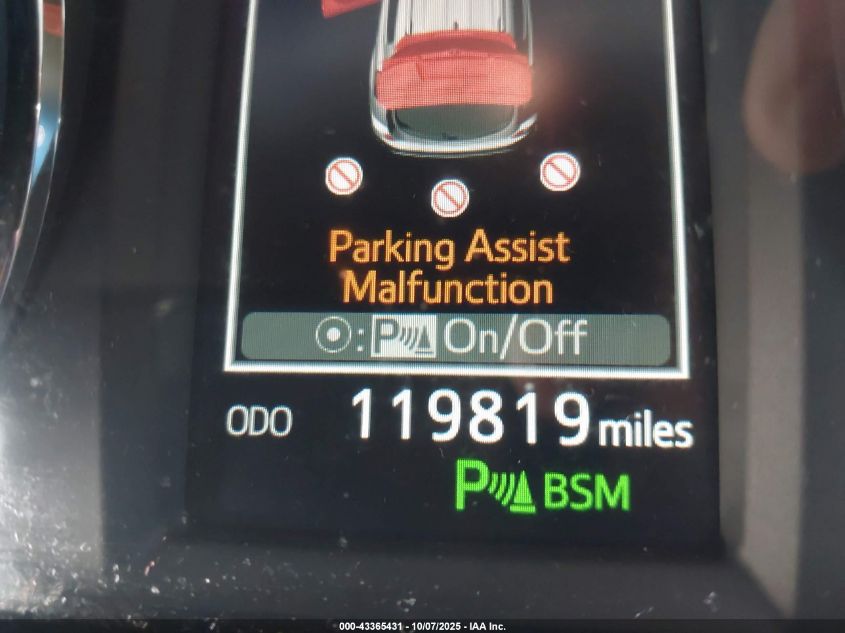 Parking Assist
Malfunction
: P On/Off
ODO 119819 miles
P BSM
000-43365431 - 10/07/2025 - IAA Inc.